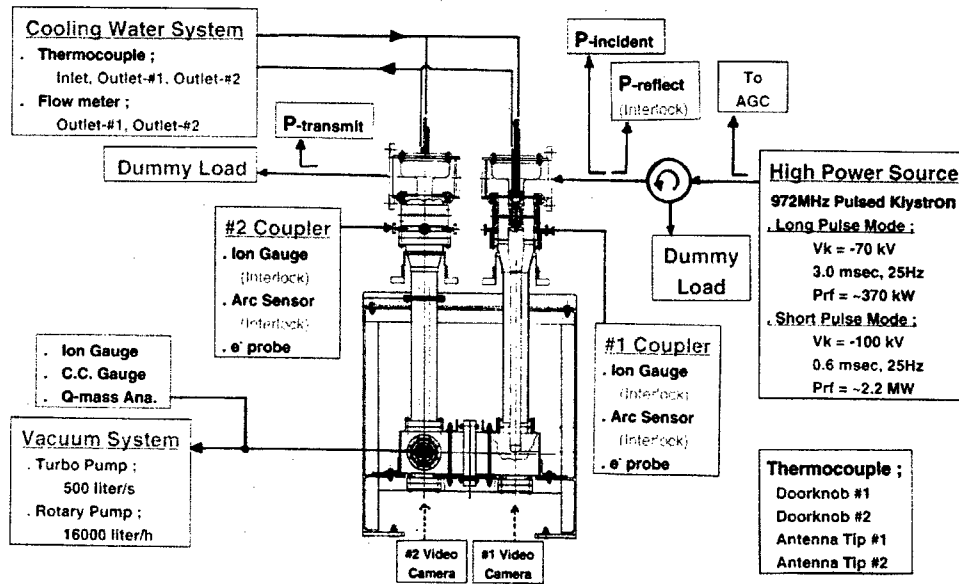 Cooling Water System
. Thermocouple ;
Inlet, Outlet-#1, Outlet-#2
. Flow meter ;
Outlet-#1, Outlet-#2
P-transmit
Dummy Load
P-incident
P-reflect
(Interlock)
To
AGC
High Power Source
972MHz Pulsed Klystron
. Long Pulse Mode ;
Vk = -70 kV
3.0 msec, 25Hz
Prf = ~370 kW
. Short Pulse Mode ;
Vk = -100 kV
0.6 msec, 25Hz
Prf = ~2.2 MW
Dummy
Load
#2 Coupler
. Ion Gauge
(Interlock)
. Arc Sensor
(Interlock)
. e- probe
#1 Coupler
. Ion Gauge
(Interlock)
. Arc Sensor
(Interlock)
. e- probe
. Ion Gauge
. C.C. Gauge
. Q-mass Ana.
Vacuum System
. Turbo Pump ;
500 liter/s
. Rotary Pump ;
16000 liter/h
Thermocouple ;
Doorknob #1
Doorknob #2
Antenna Tip #1
Antenna Tip #2
#2 Video
Camera
#1 Video
Camera